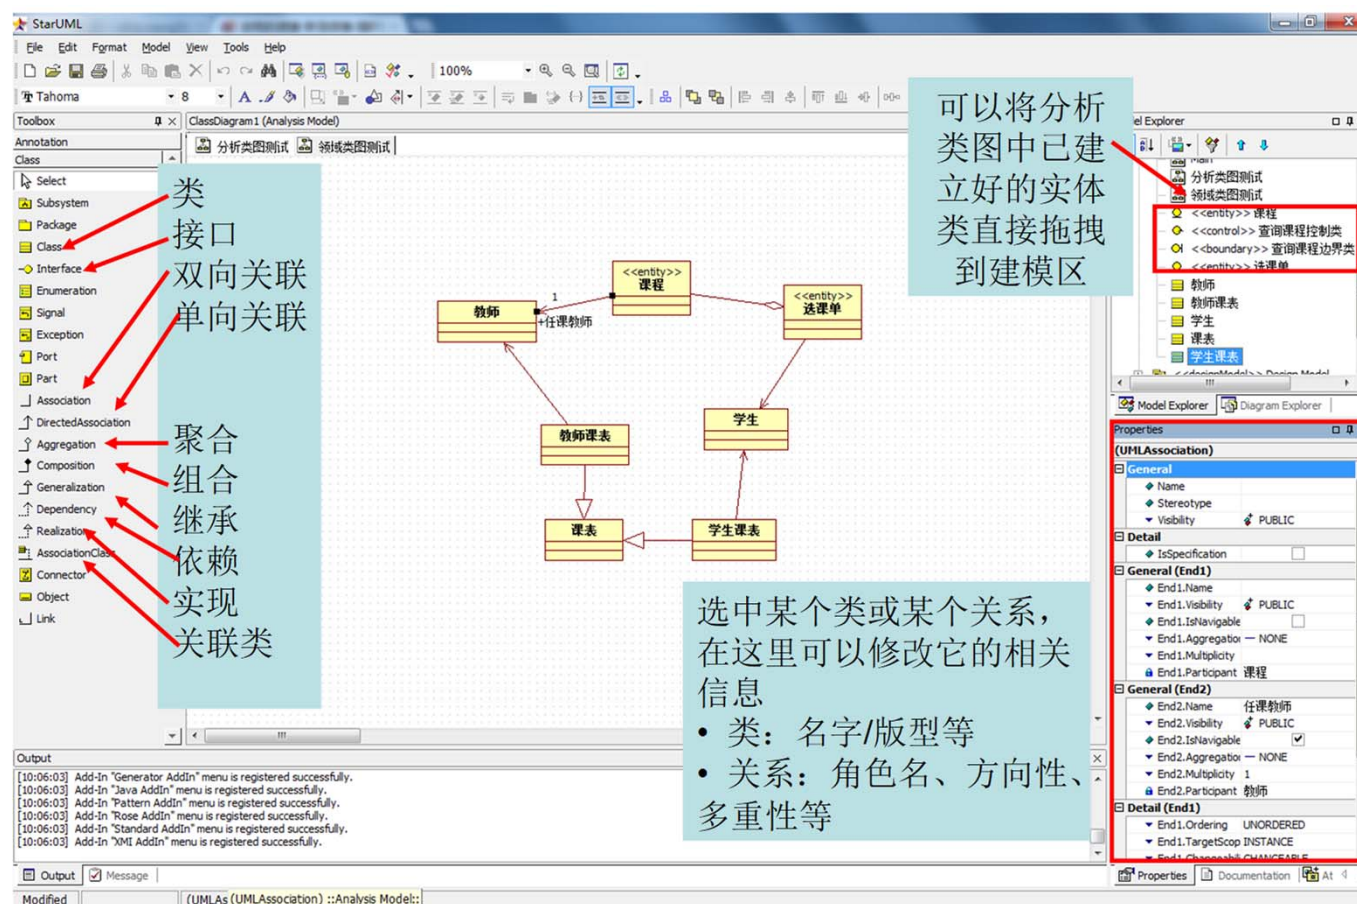 StarUML
File Edit Format Model View Tools Help
100%
Tahoma 8
Toolbox
Annotation
Class
Select
Subsystem
Package
Class
Interface
Enumeration
Signal
Exception
Port
Part
Association
DirectedAssociation
Aggregation
Composition
Generalization
Dependency
Realization
AssociationClass
Connector
Object
Link
类
接口
双向关联
单向关联
聚合
组合
继承
依赖
实现
关联类
ClassDiagram1 (Analysis Model)
分析类图测试 领域类图测试
<<entity>>
课程
<<entity>>
选课单
教师
1
+任课教师
学生
教师课表
课表
学生课表
可以将分析
类图中已建
立好的实体
类直接拖拽
到建模区
选中某个类或某个关系，
在这里可以修改它的相关
信息
• 类：名字/版型等
• 关系：角色名、方向性、
多重性等
el Explorer
Main
分析类图测试
领域类图测试
<<entity>> 课程
<<control>> 查询课程控制类
<<boundary>> 查询课程边界类
<<entity>> 选课单
教师
教师课表
学生
课表
学生课表
<<designModel>> Design Model
Model Explorer Diagram Explorer
Properties
(UMLAssociation)
General
Name
Stereotype
Visibility PUBLIC
Detail
IsSpecification
General (End1)
End1.Name
End1.Visibility PUBLIC
End1.IsNavigable
End1.Aggregation NONE
End1.Multiplicity
End1.Participant 课程
General (End2)
End2.Name 任课教师
End2.Visibility PUBLIC
End2.IsNavigable
End2.Aggregation NONE
End2.Multiplicity 1
End2.Participant 教师
Detail (End1)
End1.Ordering UNORDERED
End1.TargetScop INSTANCE
End1.Changeabili CHANGEABLE
Properties Documentation At
Output
[10:06:03] Add-In "Generator AddIn" menu is registered successfully.
[10:06:03] Add-In "Java AddIn" menu is registered successfully.
[10:06:03] Add-In "Pattern AddIn" menu is registered successfully.
[10:06:03] Add-In "Rose AddIn" menu is registered successfully.
[10:06:03] Add-In "Standard AddIn" menu is registered successfully.
[10:06:03] Add-In "XMI AddIn" menu is registered successfully.
Output Message
Modified (UMLAs (UMLAssociation) ::Analysis Model::